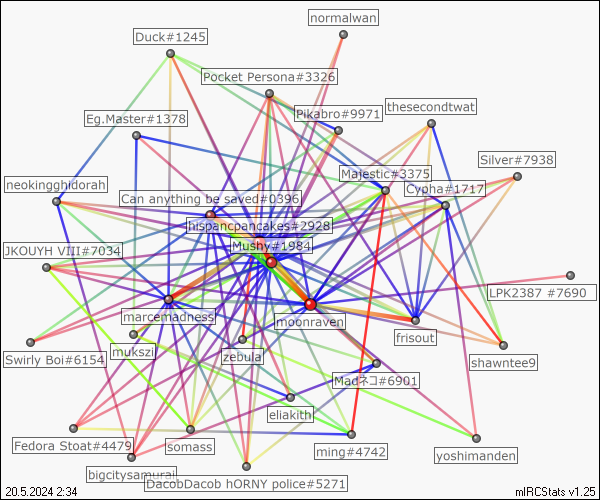 normalwan
Duck#1245
Pocket Persona#3326
Pikabro#9971
thesecondtwat
Eg.Master#1378
Silver#7938
Majestic#3375
neokingghidorah
Cypha#1717
Can anything be saved#0396
hispancpancakes#2928
Mushy#1984
JKOUYH VIII#7034
LPK2387 #7690
marcemadness
moonraven
frisout
mukszi
zebula
Swirly Boi#6154
shawntee9
Madネコ#6901
eliakith
Fedora Stoat#4479
somass
ming#4742
yoshimanden
bigcitysamurai
DacobDacob hORNY police#5271
20.5.2024 2:34
mIRCStats v1.25